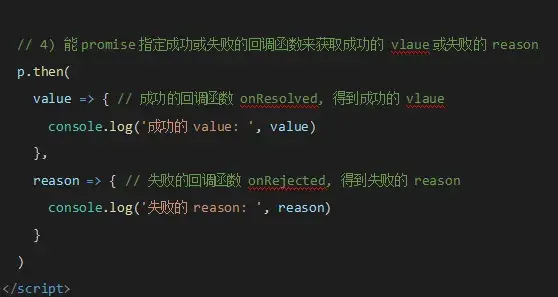 // 4) 能 promise 指定成功或失败的回调函数来获取成功的 vlaue 或失败的 reason
p.then(
value => { // 成功的回调函数 onResolved, 得到成功的 vlaue
console.log('成功的 value: ', value)
},
reason => { // 失败的回调函数 onRejected, 得到失败的 reason
console.log('失败的 reason: ', reason)
}
)
</script>